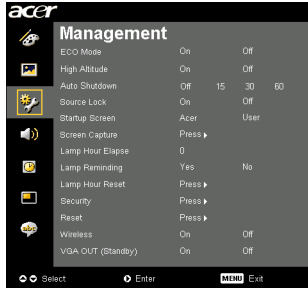 acer
Management
ECO Mode On Off
High Altitude On Off
Auto Shutdown Off 15 30 60
Source Lock On Off
Startup Screen Acer User
Screen Capture Press
Lamp Hour Elapse 0
Lamp Reminding Yes No
Lamp Hour Reset Press
Security Press
Reset Press
Wireless On Off
VGA OUT (Standby) On Off
abc
Select Enter MENU Exit